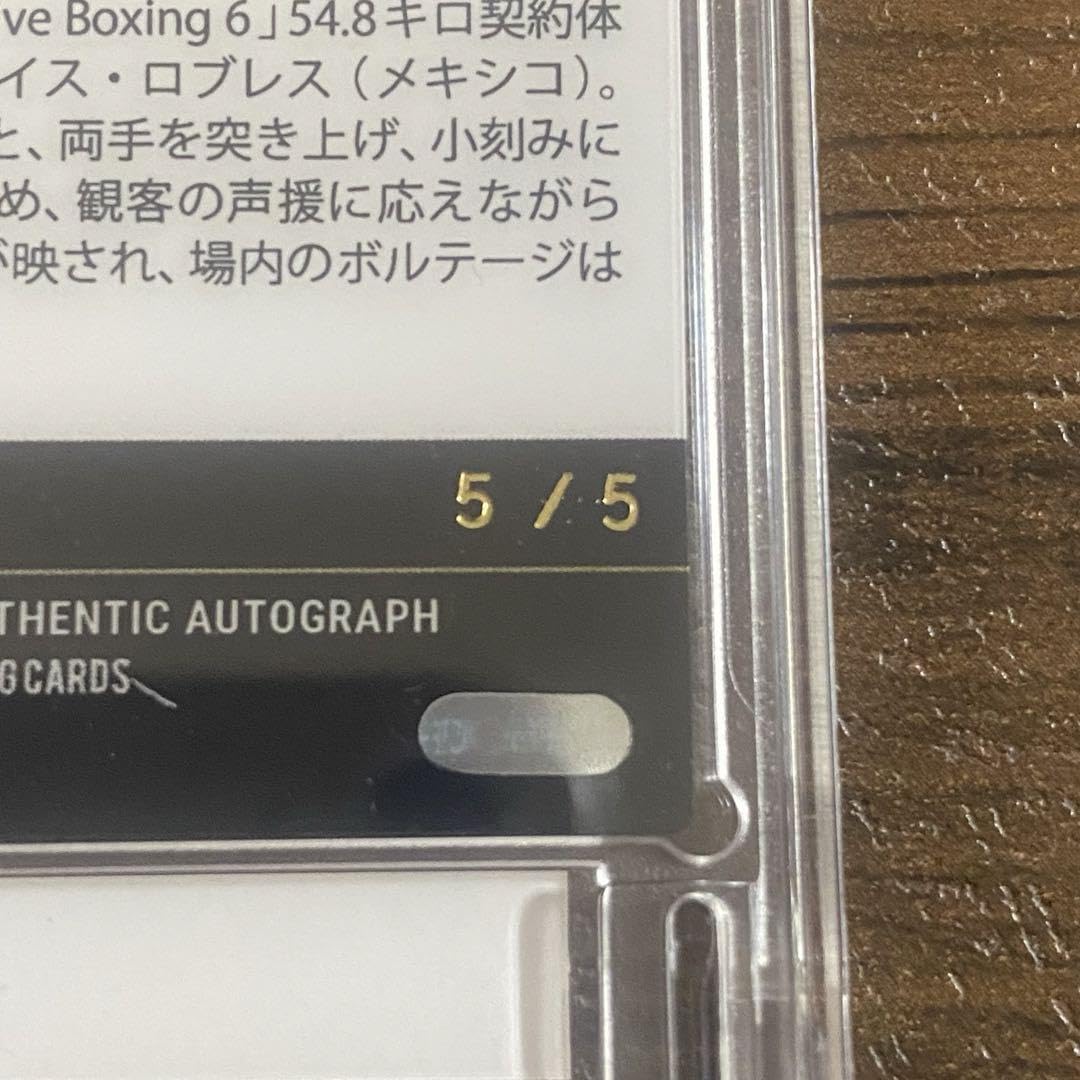 ve Boxing 6」54.8キロ契約体
イス・ロブレス（メキシコ）。
と、両手を突き上げ、小刻みに
め、観客の声援に応えながら
が映され、場内のボルテージは
5 / 5
THENTIC AUTOGRAPH
G CARDS